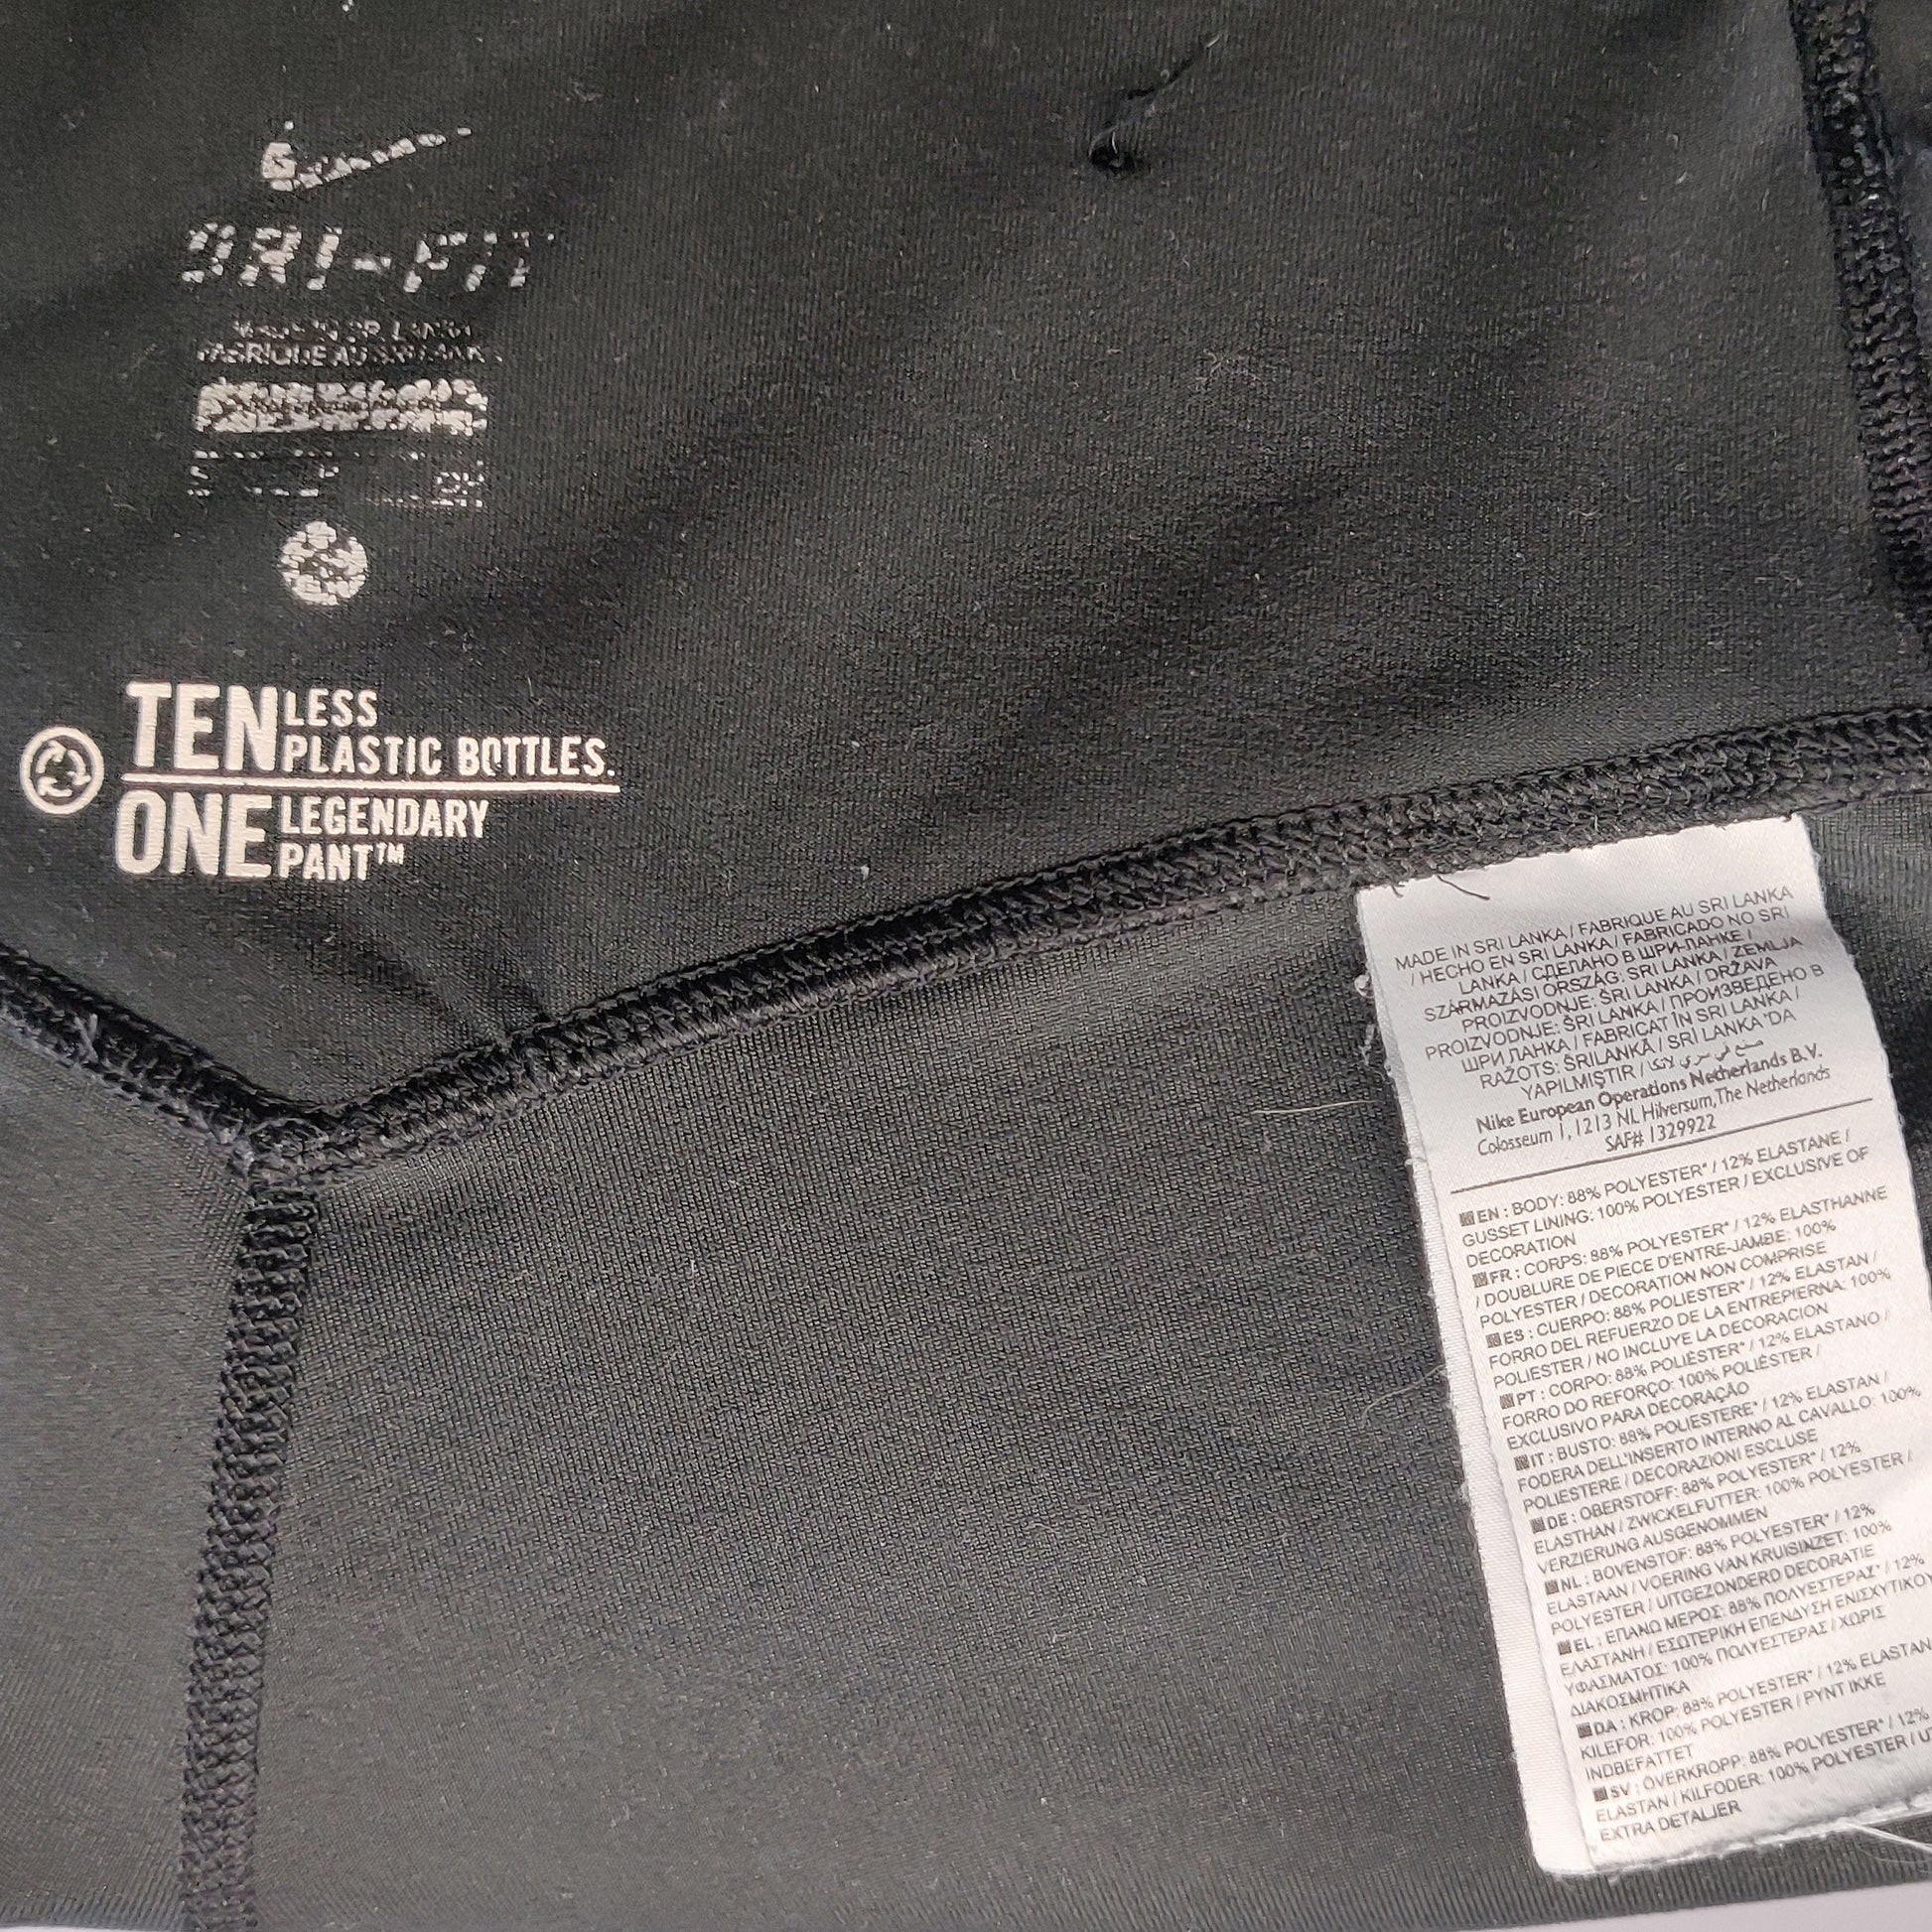 DRI-FIT
FABRIQUE AU SRI LANKA
TEN LESS
PLASTIC BOTTLES.
ONE LEGENDARY
PANT™
MADE IN SRI LANKA / FABRIQUE AU SRI LANKA
/ HECHO EN SRI LANKA / FABRICADO NO SRI
LANKA / СДЕЛАНО В ШРИ-ЛАНКЕ /
SZÁRMAZÁSI ORSZÁG: SRI LANKA / ZEMLJA
PROIZVODNJE: ŠRI LANKA / DRŽAVA
PROIZVODNJE: ŠRI LANKA / ПРОИЗВЕДЕНО В
ШРИ ЛАНКА / FABRICAT ÎN SRI LANKA /
RAŽOTS: ŠRILANKĀ / SRI LANKA'DA
YAPILMIŞTIR / صنع في سري لانكا
Nike European Operations Netherlands B.V.
Colosseum 1, 1213 NL Hilversum, The Netherlands
SAF# 1329922
EN : BODY: 88% POLYESTER* / 12% ELASTANE /
GUSSET LINING: 100% POLYESTER / EXCLUSIVE OF
DECORATION
FR : CORPS: 88% POLYESTER* / 12% ELASTHANNE
/ DOUBLURE DE PIECE D'ENTRE-JAMBE: 100%
POLYESTER / DECORATION NON COMPRISE
ES : CUERPO: 88% POLIESTER* / 12% ELASTAN /
FORRO DEL REFUERZO DE LA ENTREPIERNA: 100%
POLIESTER / NO INCLUYE LA DECORACION
PT : CORPO: 88% POLIÉSTER* / 12% ELASTANO /
FORRO DO REFORÇO: 100% POLIÉSTER /
EXCLUSIVO PARA DECORAÇÃO
IT : BUSTO: 88% POLIESTERE* / 12% ELASTAN /
FODERA DELL'INSERTO INTERNO AL CAVALLO: 100%
POLIESTERE / DECORAZIONI ESCLUSE
DE : OBERSTOFF: 88% POLYESTER* / 12%
ELASTHAN / ZWICKELFUTTER: 100% POLYESTER /
VERZIERUNG AUSGENOMMEN
NL : BOVENSTOF: 88% POLYESTER* / 12%
ELASTAAN / VOERING VAN KRUISINZET: 100%
POLYESTER / UITGEZONDERD DECORATIE
EL : ΕΠΑΝΩ ΜΕΡΟΣ: 88% ΠΟΛΥΕΣΤΕΡΑΣ* / 12%
ΕΛΑΣΤΑΝΗ / ΕΣΩΤΕΡΙΚΗ ΕΠΕΝΔΥΣΗ ΕΝΙΣΧΥΤΙΚΟΥ
ΥΦΑΣΜΑΤΟΣ: 100% ΠΟΛΥΕΣΤΕΡΑΣ / ΧΩΡΙΣ
ΔΙΑΚΟΣΜΗΤΙΚΑ
DA : KROP: 88% POLYESTER* / 12% ELASTAN
KILEFOR: 100% POLYESTER / PYNT IKKE
INDBEFATTET
SV : ÖVERKROPP: 88% POLYESTER* / 12%
ELASTAN / KILFODER: 100% POLYESTER / U
EXTRA DETALJER